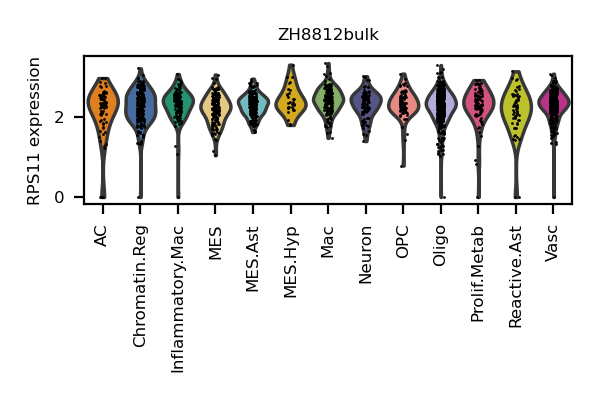 ZH8812bulk
RPS11 expression
2
0
AC
Chromatin.Reg
Inflammatory.Mac
MES
MES.Ast
MES.Hyp
Mac
Neuron
OPC
Oligo
Prolif.Metab
Reactive.Ast
Vasc